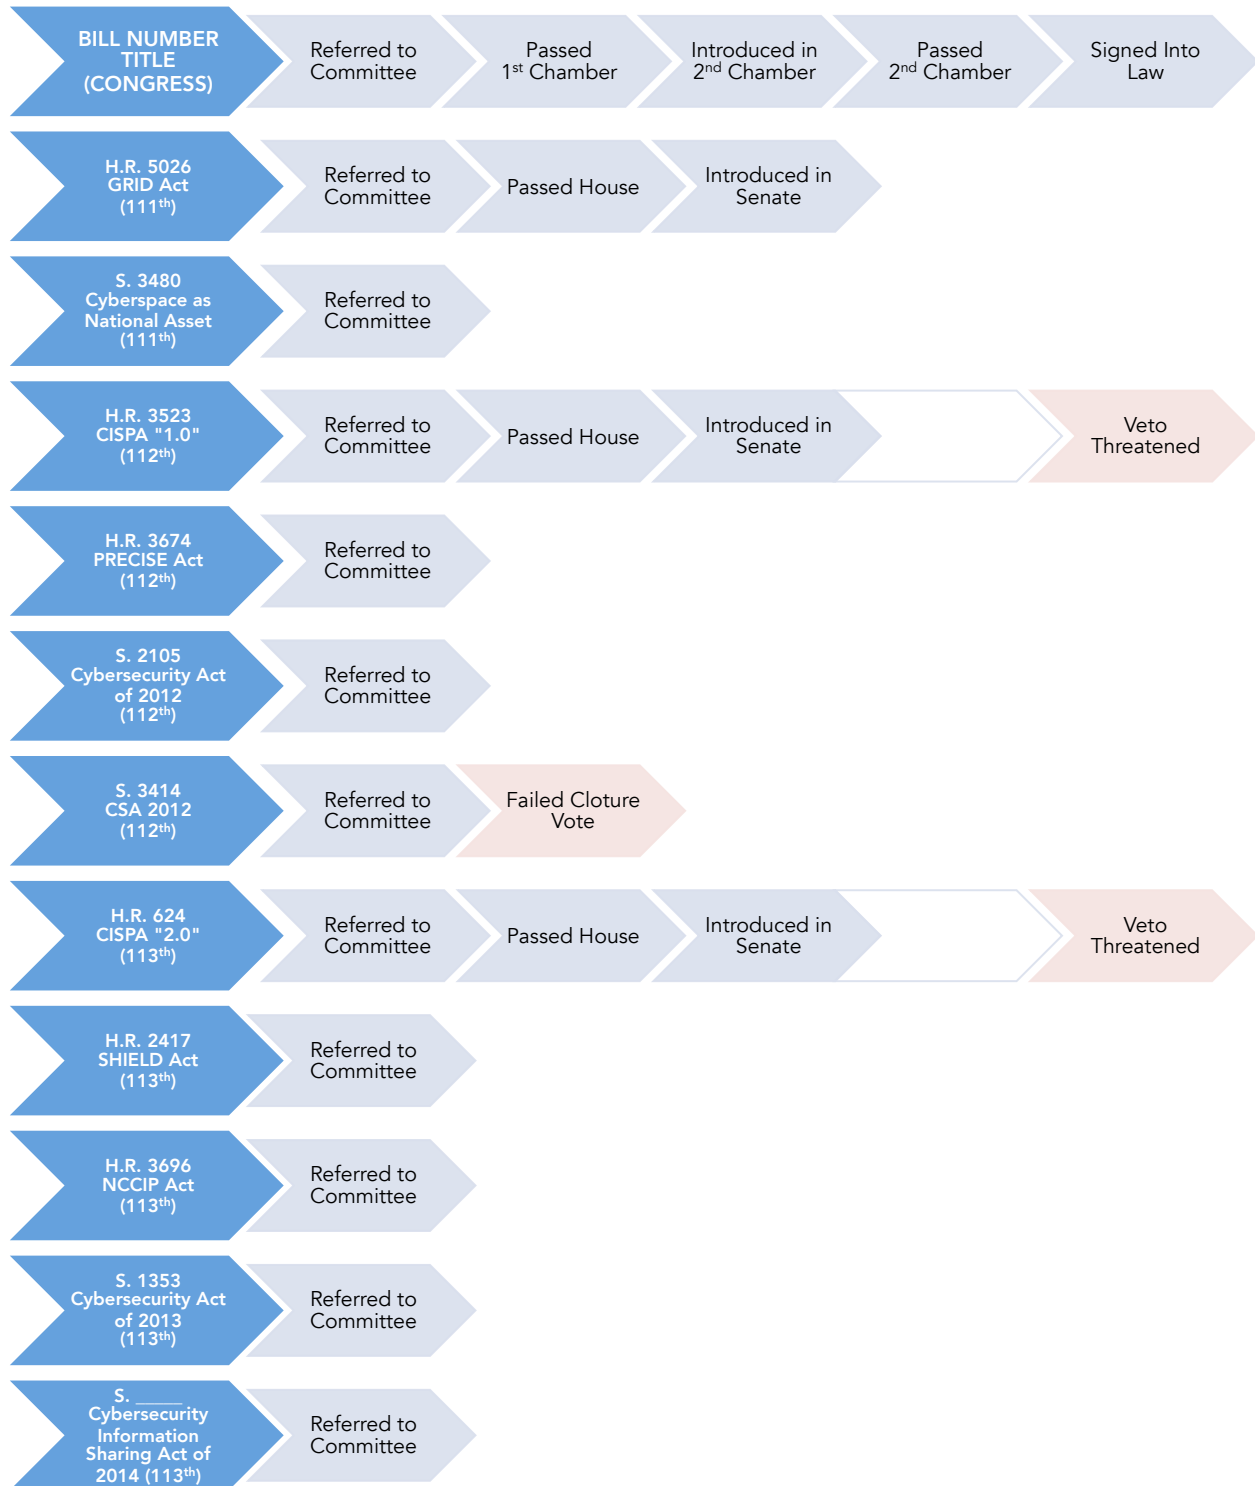 BILL NUMBER
TITLE
(CONGRESS)
Referred to
Committee
Passed
1st Chamber
Introduced in
2nd Chamber
Passed
2nd Chamber
Signed Into
Law
H.R. 5026
GRID Act
(111th)
Referred to
Committee
Passed House
Introduced in
Senate
S. 3480
Cyberspace as
National Asset
(111th)
Referred to
Committee
H.R. 3523
CISPA "1.0"
(112th)
Referred to
Committee
Passed House
Introduced in
Senate
Veto
Threatened
H.R. 3674
PRECISE Act
(112th)
Referred to
Committee
S. 2105
Cybersecurity Act
of 2012
(112th)
Referred to
Committee
S. 3414
CSA 2012
(112th)
Referred to
Committee
Failed Cloture
Vote
H.R. 624
CISPA "2.0"
(113th)
Referred to
Committee
Passed House
Introduced in
Senate
Veto
Threatened
H.R. 2417
SHIELD Act
(113th)
Referred to
Committee
H.R. 3696
NCCIP Act
(113th)
Referred to
Committee
S. 1353
Cybersecurity Act
of 2013
(113th)
Referred to
Committee
S. _____
Cybersecurity
Information
Sharing Act of
2014 (113th)
Referred to
Committee